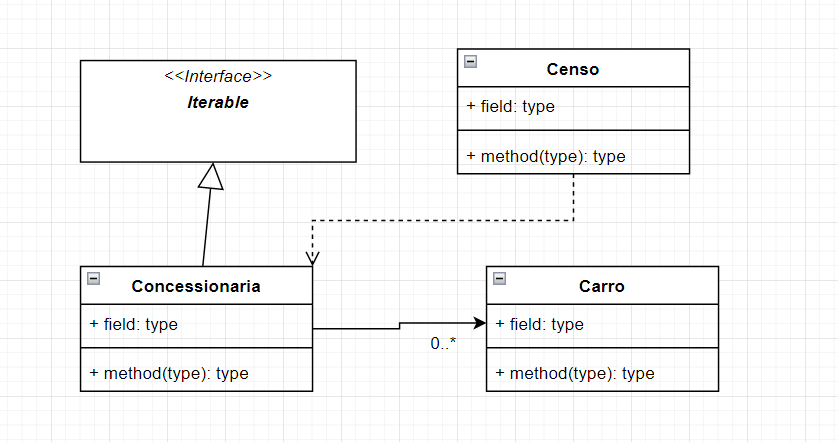 <<Interface>>
Iterable
Censo
+ field: type
+ method(type): type
Concessionaria
+ field: type
+ method(type): type
0..*
Carro
+ field: type
+ method(type): type